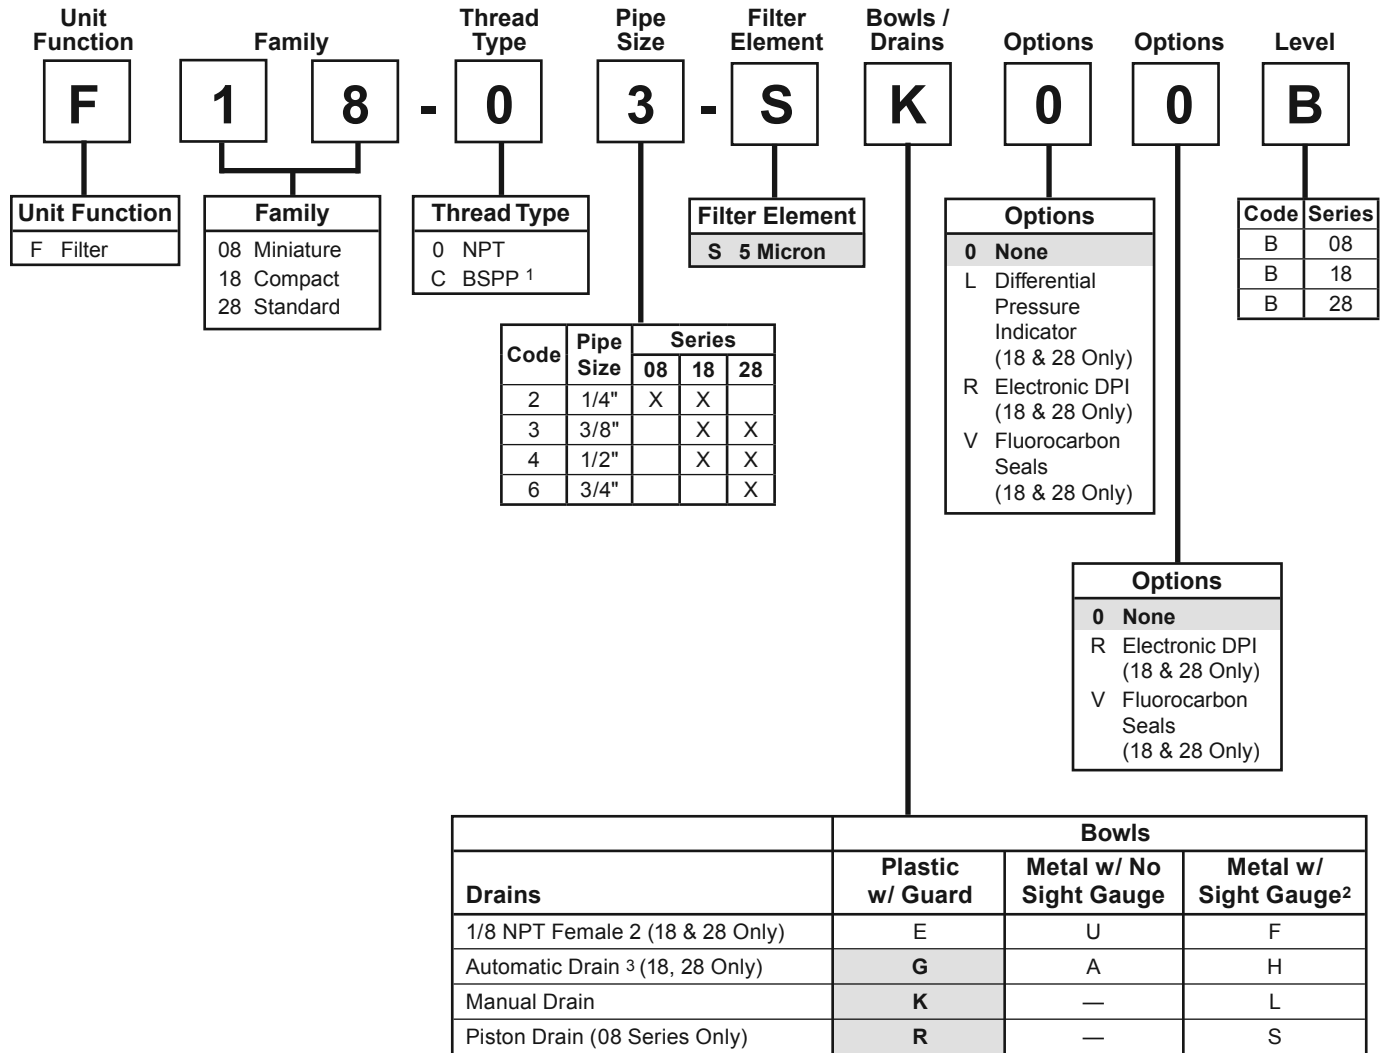 Unit Function
Family
Thread Type
Pipe Size
Filter Element
Bowls / Drains
Options
Options
Level
F 1 8 - 0 3 - S K 0 0 B
Unit Function
F Filter
Family
08 Miniature
18 Compact
28 Standard
Thread Type
0 NPT
C BSPP 1
Code Pipe Size Series
08 18 28
2 1/4" X X
3 3/8" X X
4 1/2" X X
6 3/4" X
Filter Element
S 5 Micron
Options
0 None
L Differential
Pressure
Indicator
(18 & 28 Only)
R Electronic DPI
(18 & 28 Only)
V Fluorocarbon
Seals
(18 & 28 Only)
Options
0 None
R Electronic DPI
(18 & 28 Only)
V Fluorocarbon
Seals
(18 & 28 Only)
Code Series
B 08
B 18
B 28
Bowls
Drains
Plastic w/ Guard
Metal w/ No Sight Gauge
Metal w/ Sight Gauge2
1/8 NPT Female 2 (18 & 28 Only) E U F
Automatic Drain 3 (18, 28 Only) G A H
Manual Drain K — L
Piston Drain (08 Series Only) R — S